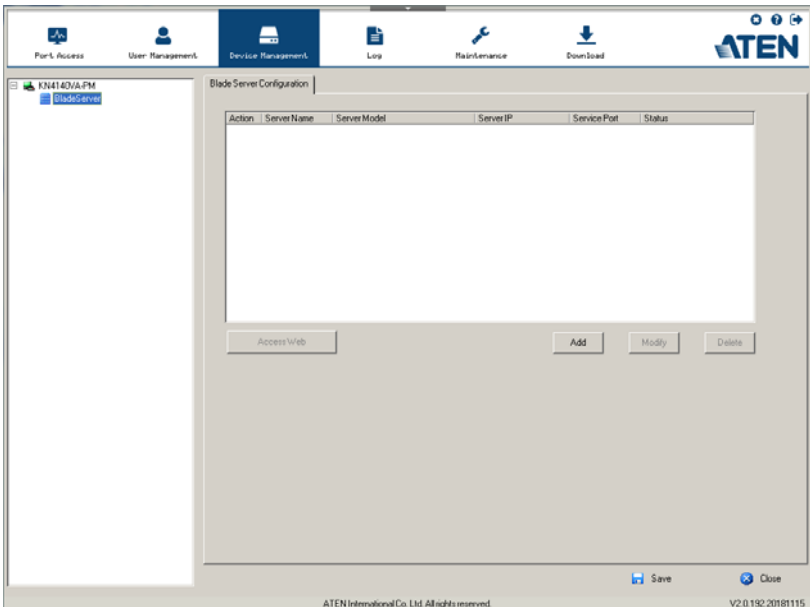 ATEN
Port Access User Management Device Management Log Maintenance Download
KN4140VA-PM
BladeServer
Blade Server Configuration
Action Server Name Server Model Server IP Service Port Status
Access Web Add Modify Delete
Save Close
ATEN International Co., Ltd. All rights reserved. V2.0.192.20181115